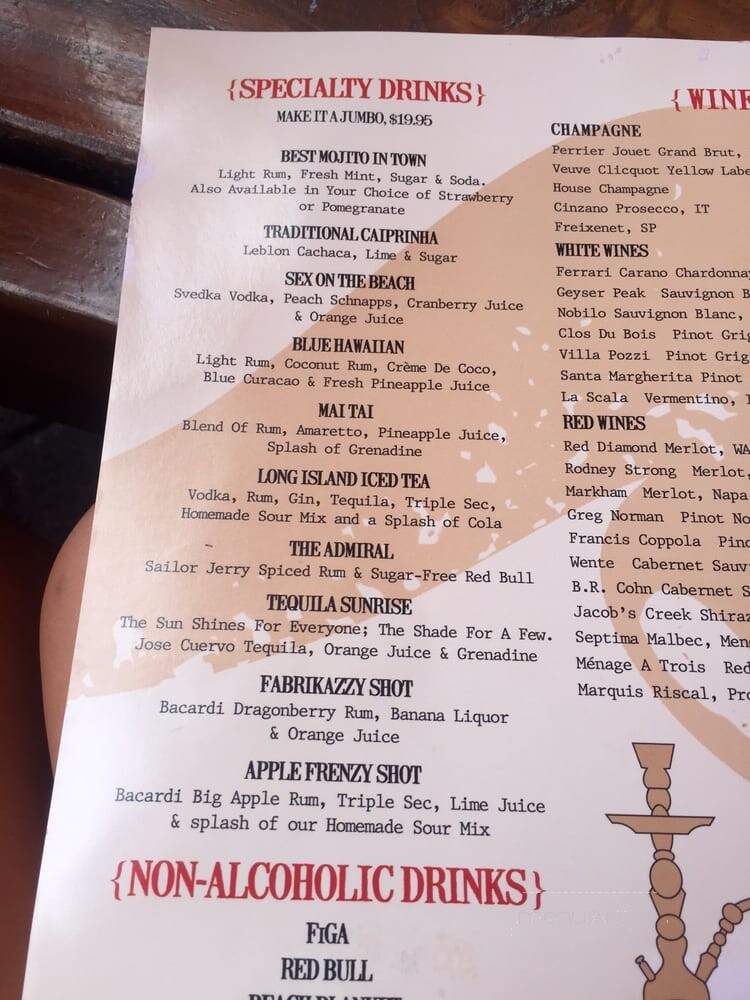 {SPECIALTY DRINKS}
MAKE IT A JUMBO, $19.95
BEST MOJITO IN TOWN
Light Rum, Fresh Mint, Sugar & Soda.
Also Available in Your Choice of Strawberry
or Pomegranate
TRADITIONAL CAIPRINHA
Leblon Cachaca, Lime & Sugar
SEX ON THE BEACH
Svedka Vodka, Peach Schnapps, Cranberry Juice
& Orange Juice
BLUE HAWAIIAN
Light Rum, Coconut Rum, Crème De Coco,
Blue Curacao & Fresh Pineapple Juice
MAI TAI
Blend Of Rum, Amaretto, Pineapple Juice,
Splash of Grenadine
LONG ISLAND ICED TEA
Vodka, Rum, Gin, Tequila, Triple Sec,
Homemade Sour Mix and a Splash of Cola
THE ADMIRAL
Sailor Jerry Spiced Rum & Sugar-Free Red Bull
TEQUILA SUNRISE
The Sun Shines For Everyone; The Shade For A Few.
Jose Cuervo Tequila, Orange Juice & Grenadine
FABRIKAZZY SHOT
Bacardi Dragonberry Rum, Banana Liquor
& Orange Juice
APPLE FRENZY SHOT
Bacardi Big Apple Rum, Triple Sec, Lime Juice
& splash of our Homemade Sour Mix
{NON-ALCOHOLIC DRINKS}
FIGA
RED BULL
{WINE
CHAMPAGNE
Perrier Jouet Grand Brut,
Veuve Clicquot Yellow Labe
House Champagne
Cinzano Prosecco, IT
Freixenet, SP
WHITE WINES
Ferrari Carano Chardonnay
Geyser Peak Sauvignon B
Nobilo Sauvignon Blanc,
Clos Du Bois Pinot Grig
Villa Pozzi Pinot Grig
Santa Margherita Pinot
La Scala Vermentino,
RED WINES
Red Diamond Merlot, WA
Rodney Strong Merlot,
Markham Merlot, Napa
Greg Norman Pinot No
Francis Coppola Pino
Wente Cabernet Sauv
B.R. Cohn Cabernet S
Jacob's Creek Shiraz
Septima Malbec, Men
Ménage A Trois Red
Marquis Riscal, Pro